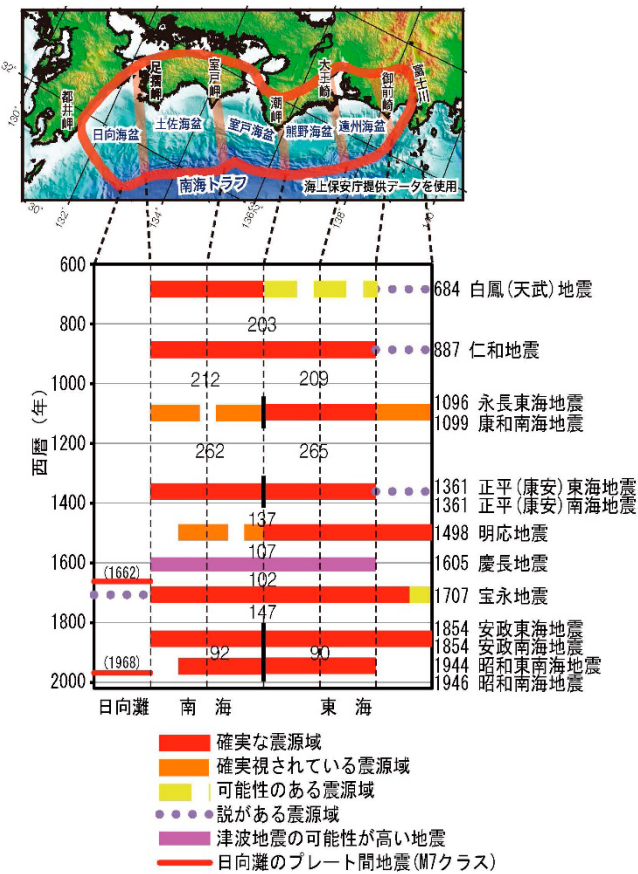 32°
130°
都井岬
足摺岬
室戸岬
潮岬
大王崎
御前崎
富士川
日向海盆
土佐海盆
室戸海盆
熊野海盆
遠州海盆
南海トラフ
海上保安庁提供データを使用
30°
132°
134°
136°
138°
140°
西暦(年)
600
684 白鳳(天武)地震
800
203
887 仁和地震
1000
212 209
1096 永長東海地震
1099 康和南海地震
1200
262 265
1361 正平(康安)東海地震
1361 正平(康安)南海地震
1400
137
1498 明応地震
107
1605 慶長地震
1600
(1662)
102
1707 宝永地震
147
1800
1854 安政東海地震
1854 安政南海地震
92 90
(1968)
1944 昭和東南海地震
1946 昭和南海地震
2000
日向灘 南海 東海
確実な震源域
確実視されている震源域
可能性のある震源域
説がある震源域
津波地震の可能性が高い地震
日向灘のプレート間地震(M7クラス)